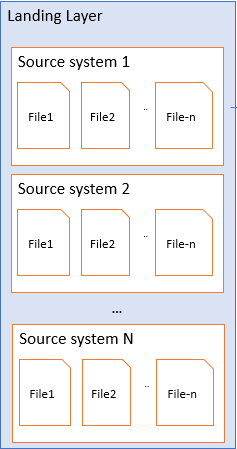 Landing Layer
Source system 1
File1 File2 .. File-n
Source system 2
File1 File2 .. File-n
...
Source system N
File1 File2 .. File-n